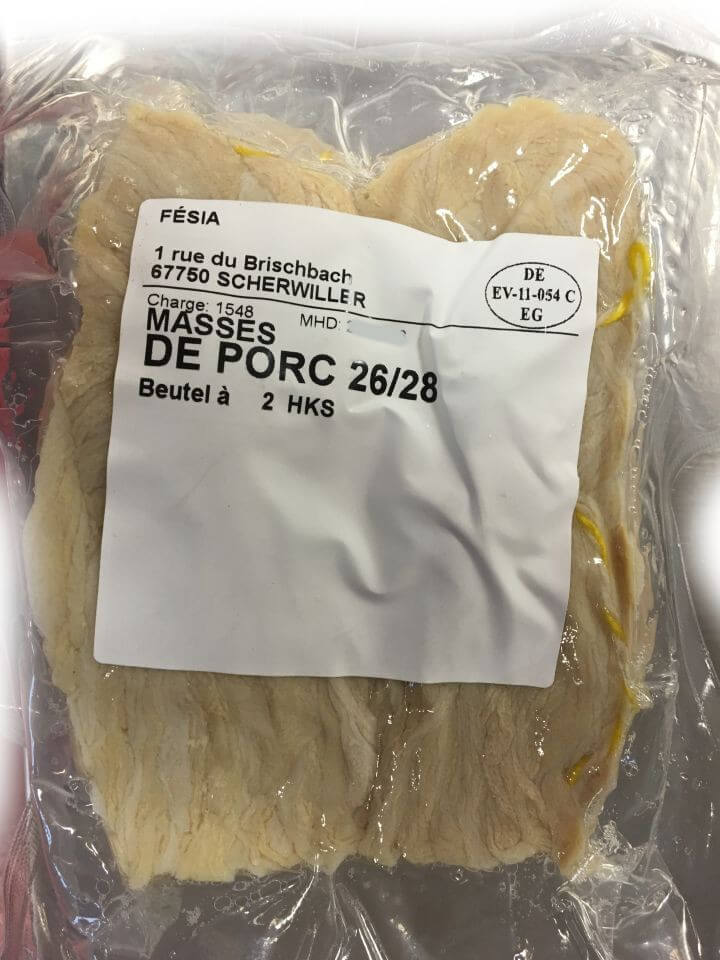 FÉSIA
1 rue du Brischbach
67750 SCHERWILLER
DE
EV-11-054 C
EG
Charge: 1548 MHD:
MASSES
DE PORC 26/28
Beutel à 2 HKS